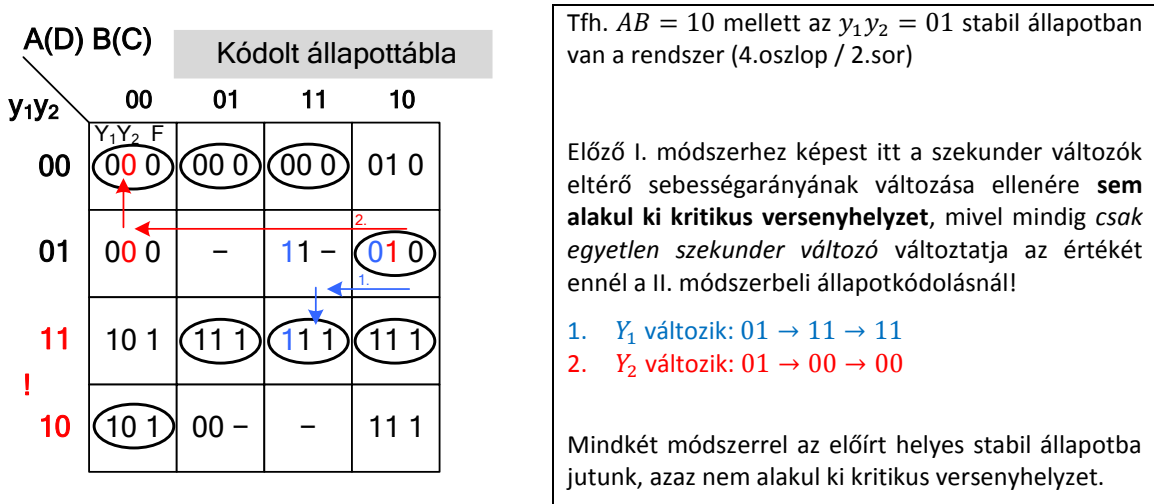 A(D) B(C)
Kódolt állapottábla
y₁y₂ 00 01 11 10
Y₁Y₂ F
00 00 0 00 0 00 0 01 0
2.
01 00 0 – 11 – 01 0
1.
11 10 1 11 1 11 1 11 1
!
10 10 1 00 – – 11 1
Tfh. AB = 10 mellett az y₁y₂ = 01 stabil állapotban
van a rendszer (4.oszlop / 2.sor)
Előző I. módszerhez képest itt a szekunder változók
eltérő sebességarányának változása ellenére sem
alakul ki kritikus versenyhelyzet, mivel mindig csak
egyetlen szekunder változó változtatja az értékét
ennél a II. módszerbeli állapotkódolásnál!
1. Y₁ változik: 01 → 11 → 11
2. Y₂ változik: 01 → 00 → 00
Mindkét módszerrel az előírt helyes stabil állapotba
jutunk, azaz nem alakul ki kritikus versenyhelyzet.